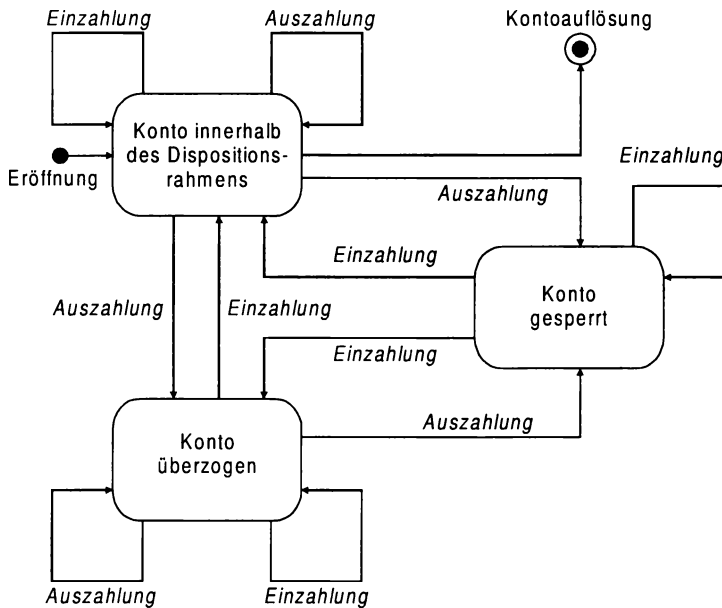 Einzahlung
Auszahlung
Kontoauflösung
Konto innerhalb
des Dispositions-
rahmens
Eröffnung
Einzahlung
Auszahlung
Einzahlung
Konto
gesperrt
Auszahlung
Einzahlung
Einzahlung
Auszahlung
Konto
überzogen
Auszahlung
Einzahlung